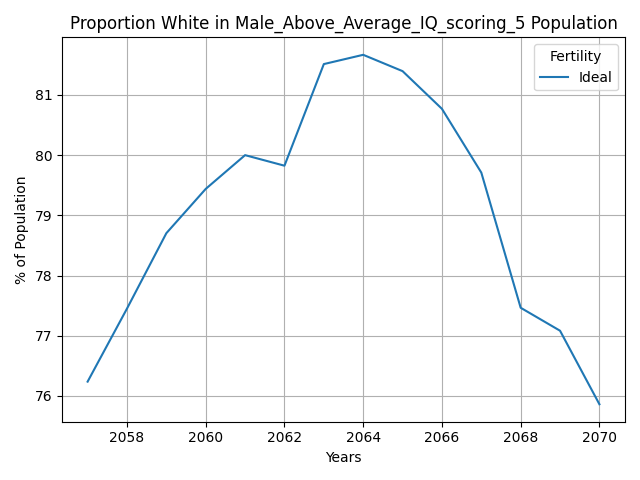 Proportion White in Male_Above_Average_IQ_scoring_5 Population
Fertility
Ideal
81
80
79
78
77
76
% of Population
2058 2060 2062 2064 2066 2068 2070
Years